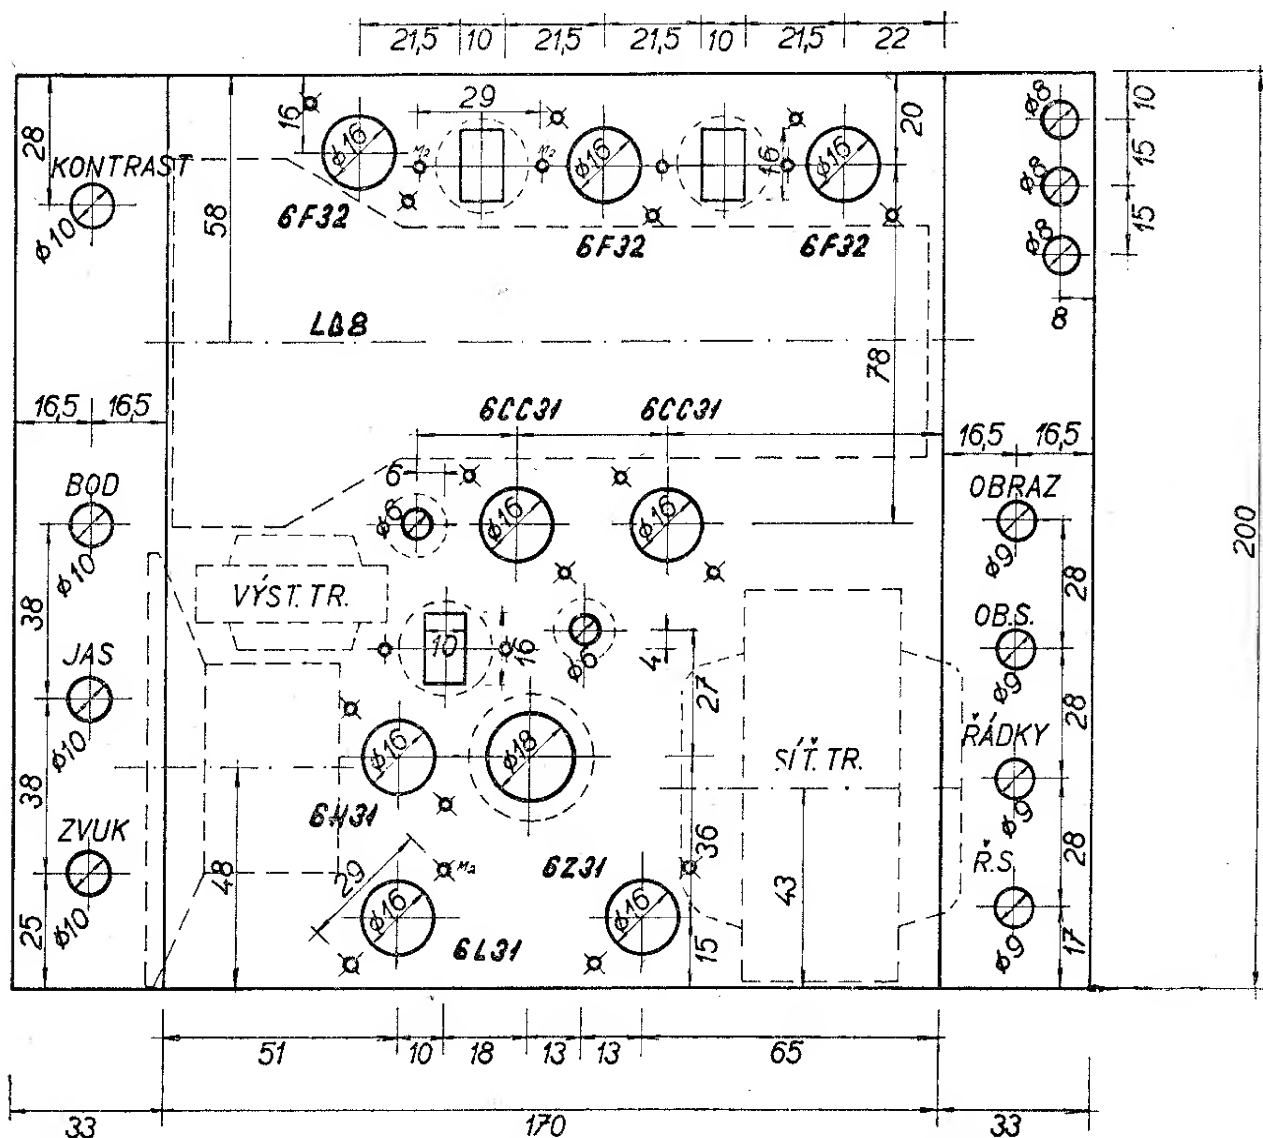 21,5 10 21,5 21,5 10 21,5 22
28
16
29
20
ø8
10
ø16
M2
M2
ø16
16
ø16
ø8
15
KONTRAST
ø10
58
6F32
6F32
6F32
ø8
15
8
LB8
78
16,5 16,5
6CC31
6CC31
16,5 16,5
BOD
6
ø6
ø16
ø16
OBRAZ
200
ø10
ø9
VÝST. TR.
28
38
OB.S.
JAS
10
16
ø6
4
ø9
27
28
ø10
ø16
ø18
SÍŤ. TR.
ŘÁDKY
38
6H31
ø9
ZVUK
36
28
29
M2
6Z31
Ř.S.
48
43
ø10
ø16
ø16
25
6L31
15
ø9
17
51 10 18 13 13 65
33 170 33